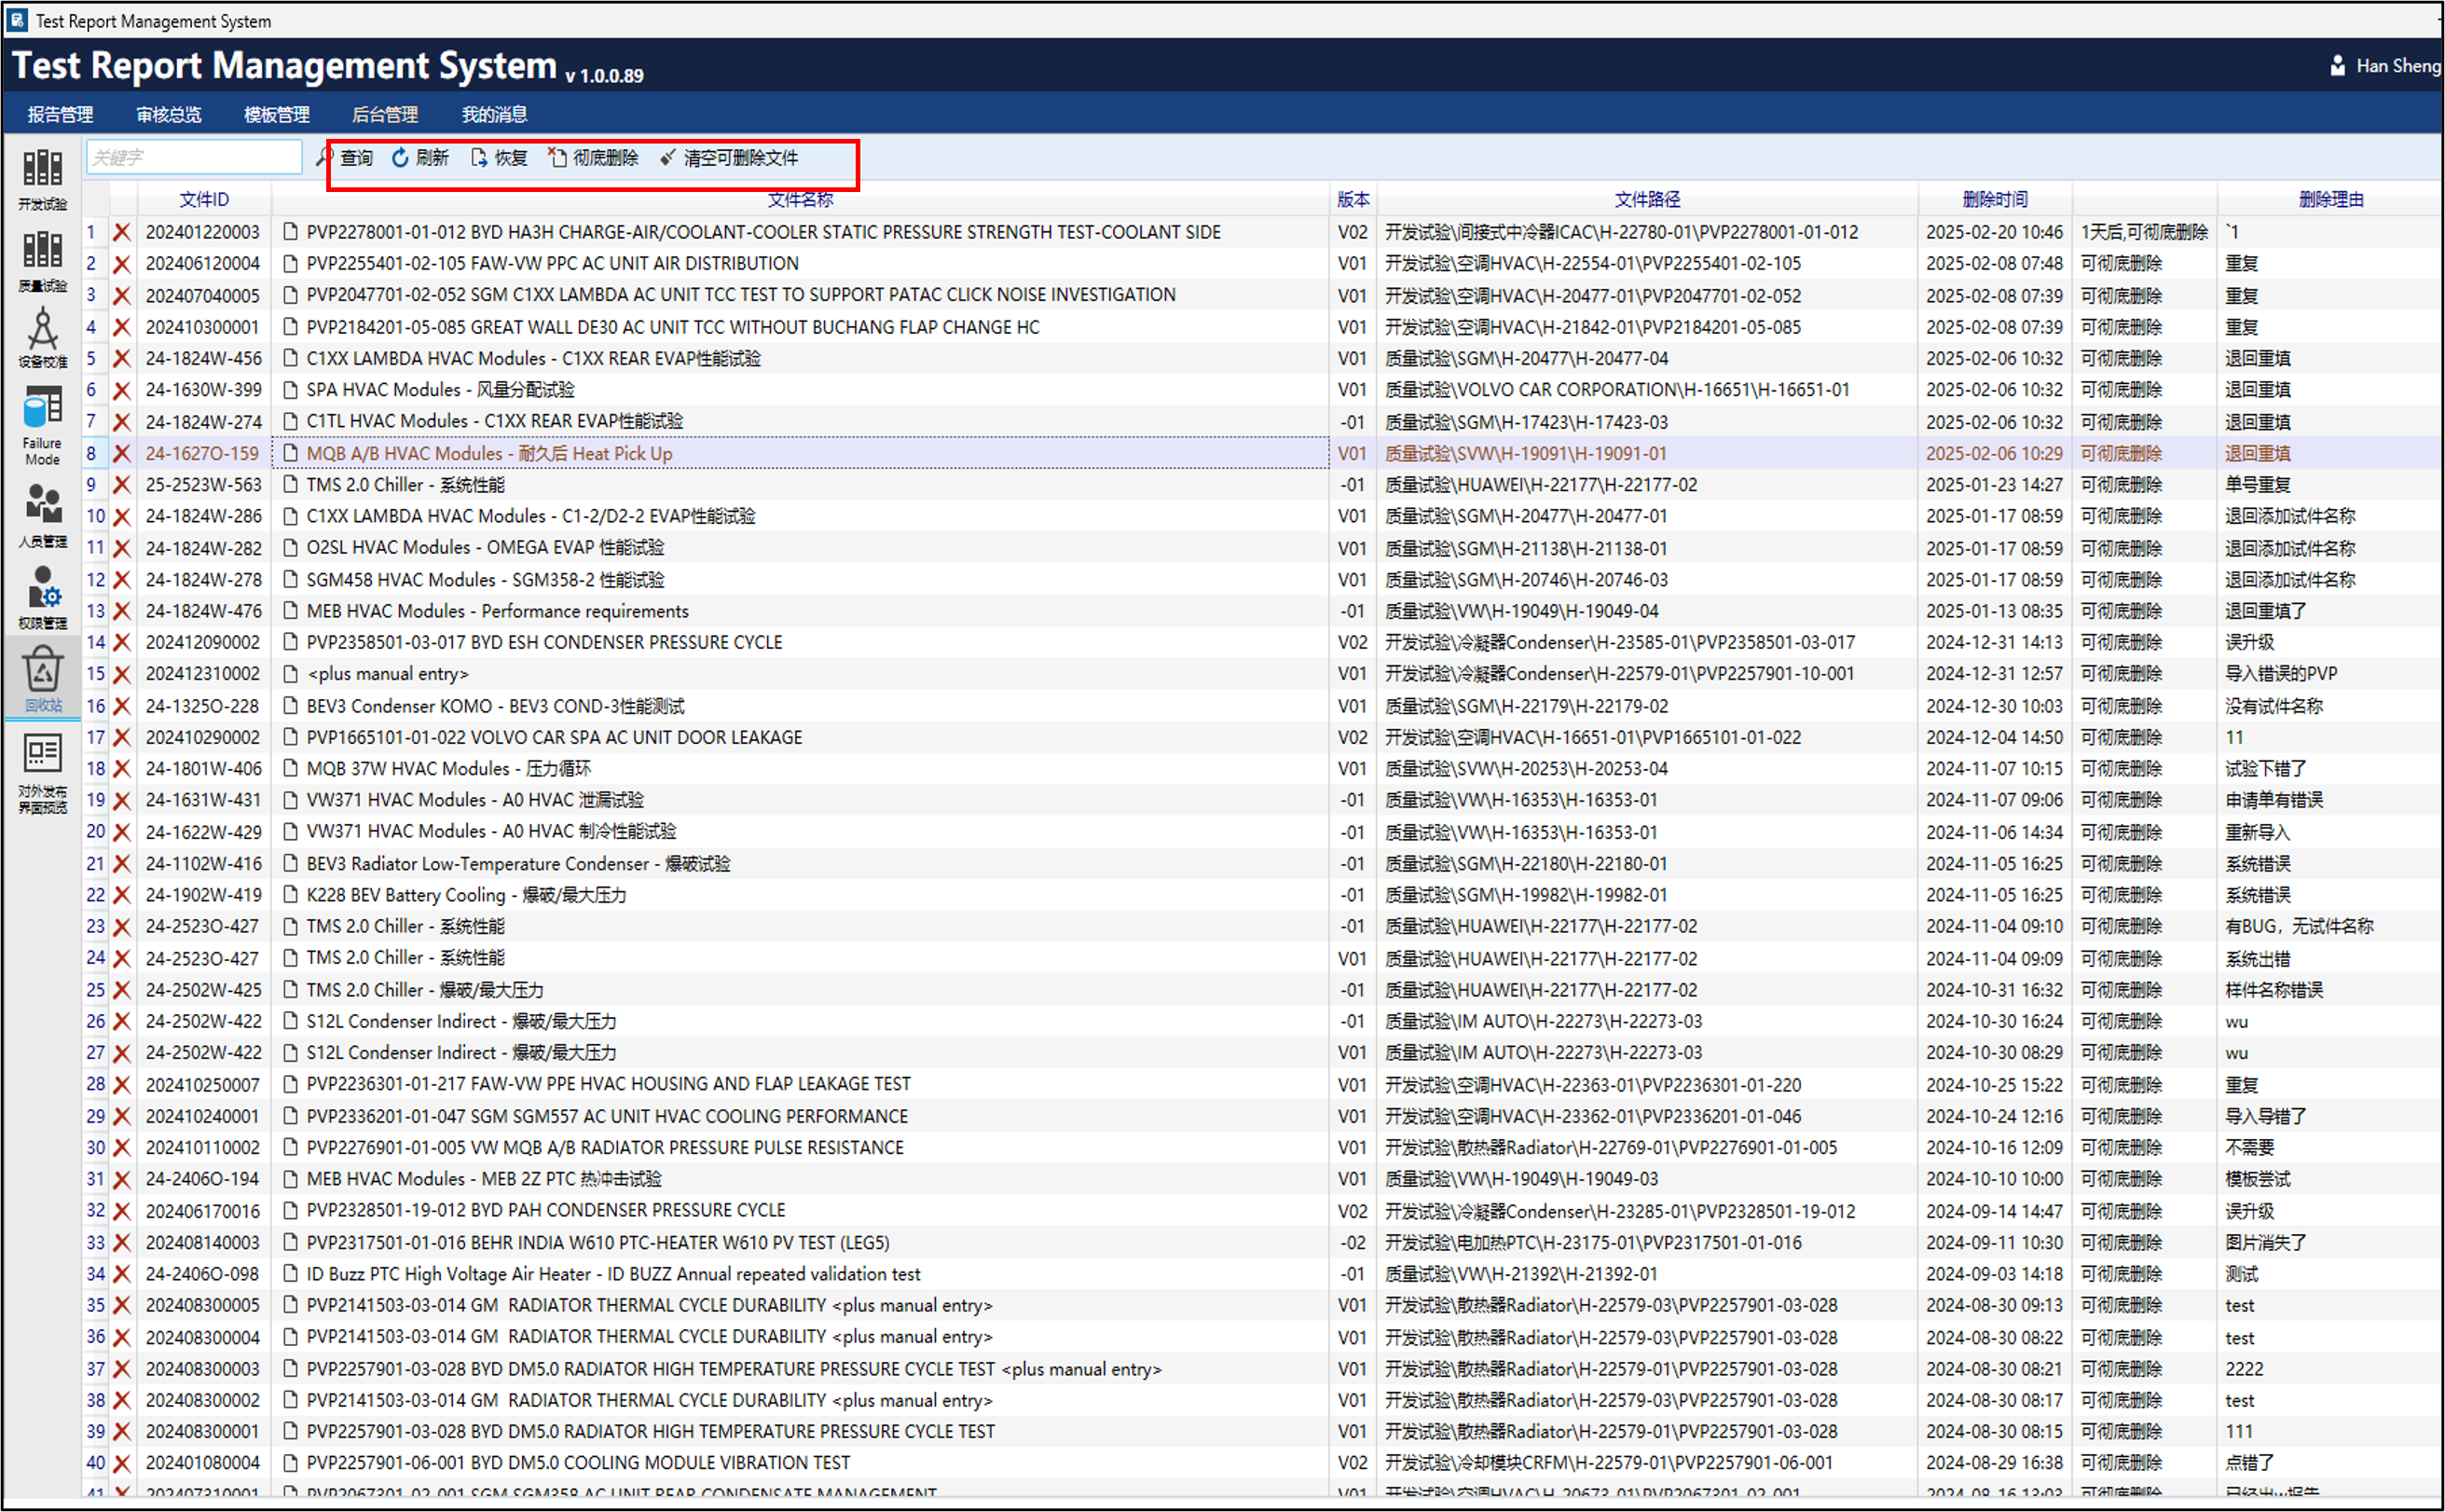 Test Report Management System
Test Report Management System v 1.0.0.89
Han Sheng
报告管理 审核总览 模板管理 后台管理 我的消息
关键字 查询 刷新 恢复 彻底删除 清空可删除文件
开发试验
质量试验
设备校准
Failure
Mode
人员管理
权限管理
回收站
对外发布
界面预览
文件ID 文件名称 版本 文件路径 删除时间 删除理由
1 202401220003 PVP2278001-01-012 BYD HA3H CHARGE-AIR/COOLANT-COOLER STATIC PRESSURE STRENGTH TEST-COOLANT SIDE V02 开发试验\间接式中冷器ICAC\H-22780-01\PVP2278001-01-012 2025-02-20 10:46 1天后,可彻底删除 `1
2 202406120004 PVP2255401-02-105 FAW-VW PPC AC UNIT AIR DISTRIBUTION V01 开发试验\空调HVAC\H-22554-01\PVP2255401-02-105 2025-02-08 07:48 可彻底删除 重复
3 202407040005 PVP2047701-02-052 SGM C1XX LAMBDA AC UNIT TCC TEST TO SUPPORT PATAC CLICK NOISE INVESTIGATION V01 开发试验\空调HVAC\H-20477-01\PVP2047701-02-052 2025-02-08 07:39 可彻底删除 重复
4 202410300001 PVP2184201-05-085 GREAT WALL DE30 AC UNIT TCC WITHOUT BUCHANG FLAP CHANGE HC V01 开发试验\空调HVAC\H-21842-01\PVP2184201-05-085 2025-02-08 07:39 可彻底删除 重复
5 24-1824W-456 C1XX LAMBDA HVAC Modules - C1XX REAR EVAP性能试验 V01 质量试验\SGM\H-20477\H-20477-04 2025-02-06 10:32 可彻底删除 退回重填
6 24-1630W-399 SPA HVAC Modules - 风量分配试验 V01 质量试验\VOLVO CAR CORPORATION\H-16651\H-16651-01 2025-02-06 10:32 可彻底删除 退回重填
7 24-1824W-274 C1TL HVAC Modules - C1XX REAR EVAP性能试验 -01 质量试验\SGM\H-17423\H-17423-03 2025-02-06 10:32 可彻底删除 退回重填
8 24-1627O-159 MQB A/B HVAC Modules - 耐久后 Heat Pick Up V01 质量试验\SVW\H-19091\H-19091-01 2025-02-06 10:29 可彻底删除 退回重填
9 25-2523W-563 TMS 2.0 Chiller - 系统性能 -01 质量试验\HUAWEI\H-22177\H-22177-02 2025-01-23 14:27 可彻底删除 单号重复
10 24-1824W-286 C1XX LAMBDA HVAC Modules - C1-2/D2-2 EVAP性能试验 V01 质量试验\SGM\H-20477\H-20477-01 2025-01-17 08:59 可彻底删除 退回添加试件名称
11 24-1824W-282 O2SL HVAC Modules - OMEGA EVAP 性能试验 V01 质量试验\SGM\H-21138\H-21138-01 2025-01-17 08:59 可彻底删除 退回添加试件名称
12 24-1824W-278 SGM458 HVAC Modules - SGM358-2 性能试验 V01 质量试验\SGM\H-20746\H-20746-03 2025-01-17 08:59 可彻底删除 退回添加试件名称
13 24-1824W-476 MEB HVAC Modules - Performance requirements -01 质量试验\VW\H-19049\H-19049-04 2025-01-13 08:35 可彻底删除 退回重填了
14 202412090002 PVP2358501-03-017 BYD ESH CONDENSER PRESSURE CYCLE V02 开发试验\冷凝器Condenser\H-23585-01\PVP2358501-03-017 2024-12-31 14:13 可彻底删除 误升级
15 202412310002 <plus manual entry> V01 开发试验\冷凝器Condenser\H-22579-01\PVP2257901-10-001 2024-12-31 12:57 可彻底删除 导入错误的PVP
16 24-1325O-228 BEV3 Condenser KOMO - BEV3 COND-3性能测试 V01 质量试验\SGM\H-22179\H-22179-02 2024-12-30 10:03 可彻底删除 没有试件名称
17 202410290002 PVP1665101-01-022 VOLVO CAR SPA AC UNIT DOOR LEAKAGE V02 开发试验\空调HVAC\H-16651-01\PVP1665101-01-022 2024-12-04 14:50 可彻底删除 11
18 24-1801W-406 MQB 37W HVAC Modules - 压力循环 V01 质量试验\SVW\H-20253\H-20253-04 2024-11-07 10:15 可彻底删除 试验下错了
19 24-1631W-431 VW371 HVAC Modules - A0 HVAC 泄漏试验 -01 质量试验\VW\H-16353\H-16353-01 2024-11-07 09:06 可彻底删除 申请单有错误
20 24-1622W-429 VW371 HVAC Modules - A0 HVAC 制冷性能试验 -01 质量试验\VW\H-16353\H-16353-01 2024-11-06 14:34 可彻底删除 重新导入
21 24-1102W-416 BEV3 Radiator Low-Temperature Condenser - 爆破试验 -01 质量试验\SGM\H-22180\H-22180-01 2024-11-05 16:25 可彻底删除 系统错误
22 24-1902W-419 K228 BEV Battery Cooling - 爆破/最大压力 -01 质量试验\SGM\H-19982\H-19982-01 2024-11-05 16:25 可彻底删除 系统错误
23 24-2523O-427 TMS 2.0 Chiller - 系统性能 -01 质量试验\HUAWEI\H-22177\H-22177-02 2024-11-04 09:10 可彻底删除 有BUG，无试件名称
24 24-2523O-427 TMS 2.0 Chiller - 系统性能 V01 质量试验\HUAWEI\H-22177\H-22177-02 2024-11-04 09:09 可彻底删除 系统出错
25 24-2502W-425 TMS 2.0 Chiller - 爆破/最大压力 -01 质量试验\HUAWEI\H-22177\H-22177-02 2024-10-31 16:32 可彻底删除 样件名称错误
26 24-2502W-422 S12L Condenser Indirect - 爆破/最大压力 -01 质量试验\IM AUTO\H-22273\H-22273-03 2024-10-30 16:24 可彻底删除 wu
27 24-2502W-422 S12L Condenser Indirect - 爆破/最大压力 V01 质量试验\IM AUTO\H-22273\H-22273-03 2024-10-30 08:29 可彻底删除 wu
28 202410250007 PVP2236301-01-217 FAW-VW PPE HVAC HOUSING AND FLAP LEAKAGE TEST V01 开发试验\空调HVAC\H-22363-01\PVP2236301-01-220 2024-10-25 15:22 可彻底删除 重复
29 202410240001 PVP2336201-01-047 SGM SGM557 AC UNIT HVAC COOLING PERFORMANCE V01 开发试验\空调HVAC\H-23362-01\PVP2336201-01-046 2024-10-24 12:16 可彻底删除 导入导错了
30 202410110002 PVP2276901-01-005 VW MQB A/B RADIATOR PRESSURE PULSE RESISTANCE V01 开发试验\散热器Radiator\H-22769-01\PVP2276901-01-005 2024-10-16 12:09 可彻底删除 不需要
31 24-2406O-194 MEB HVAC Modules - MEB 2Z PTC 热冲击试验 V01 质量试验\VW\H-19049\H-19049-03 2024-10-10 10:00 可彻底删除 模板尝试
32 202406170016 PVP2328501-19-012 BYD PAH CONDENSER PRESSURE CYCLE V02 开发试验\冷凝器Condenser\H-23285-01\PVP2328501-19-012 2024-09-14 14:47 可彻底删除 误升级
33 202408140003 PVP2317501-01-016 BEHR INDIA W610 PTC-HEATER W610 PV TEST (LEG5) -02 开发试验\电加热PTC\H-23175-01\PVP2317501-01-016 2024-09-11 10:30 可彻底删除 图片消失了
34 24-2406O-098 ID Buzz PTC High Voltage Air Heater - ID BUZZ Annual repeated validation test -01 质量试验\VW\H-21392\H-21392-01 2024-09-03 14:18 可彻底删除 测试
35 202408300005 PVP2141503-03-014 GM RADIATOR THERMAL CYCLE DURABILITY <plus manual entry> V01 开发试验\散热器Radiator\H-22579-03\PVP2257901-03-028 2024-08-30 09:13 可彻底删除 test
36 202408300004 PVP2141503-03-014 GM RADIATOR THERMAL CYCLE DURABILITY <plus manual entry> V01 开发试验\散热器Radiator\H-22579-03\PVP2257901-03-028 2024-08-30 08:22 可彻底删除 test
37 202408300003 PVP2257901-03-028 BYD DM5.0 RADIATOR HIGH TEMPERATURE PRESSURE CYCLE TEST <plus manual entry> V01 开发试验\散热器Radiator\H-22579-01\PVP2257901-03-028 2024-08-30 08:21 可彻底删除 2222
38 202408300002 PVP2141503-03-014 GM RADIATOR THERMAL CYCLE DURABILITY <plus manual entry> V01 开发试验\散热器Radiator\H-22579-03\PVP2257901-03-028 2024-08-30 08:17 可彻底删除 test
39 202408300001 PVP2257901-03-028 BYD DM5.0 RADIATOR HIGH TEMPERATURE PRESSURE CYCLE TEST V01 开发试验\散热器Radiator\H-22579-01\PVP2257901-03-028 2024-08-30 08:15 可彻底删除 111
40 202401080004 PVP2257901-06-001 BYD DM5.0 COOLING MODULE VIBRATION TEST V02 开发试验\冷却模块CRFM\H-22579-01\PVP2257901-06-001 2024-08-29 16:38 可彻底删除 点错了
41 202407310001 PVP2067301-02-001 SGM SGM358 AC UNIT REAR CONDENSATE MANAGEMENT V01 开发试验\空调HVAC\H-20673-01\PVP2067301-02-001 2024-08-16 13:03 可彻底删除 已经出w报告